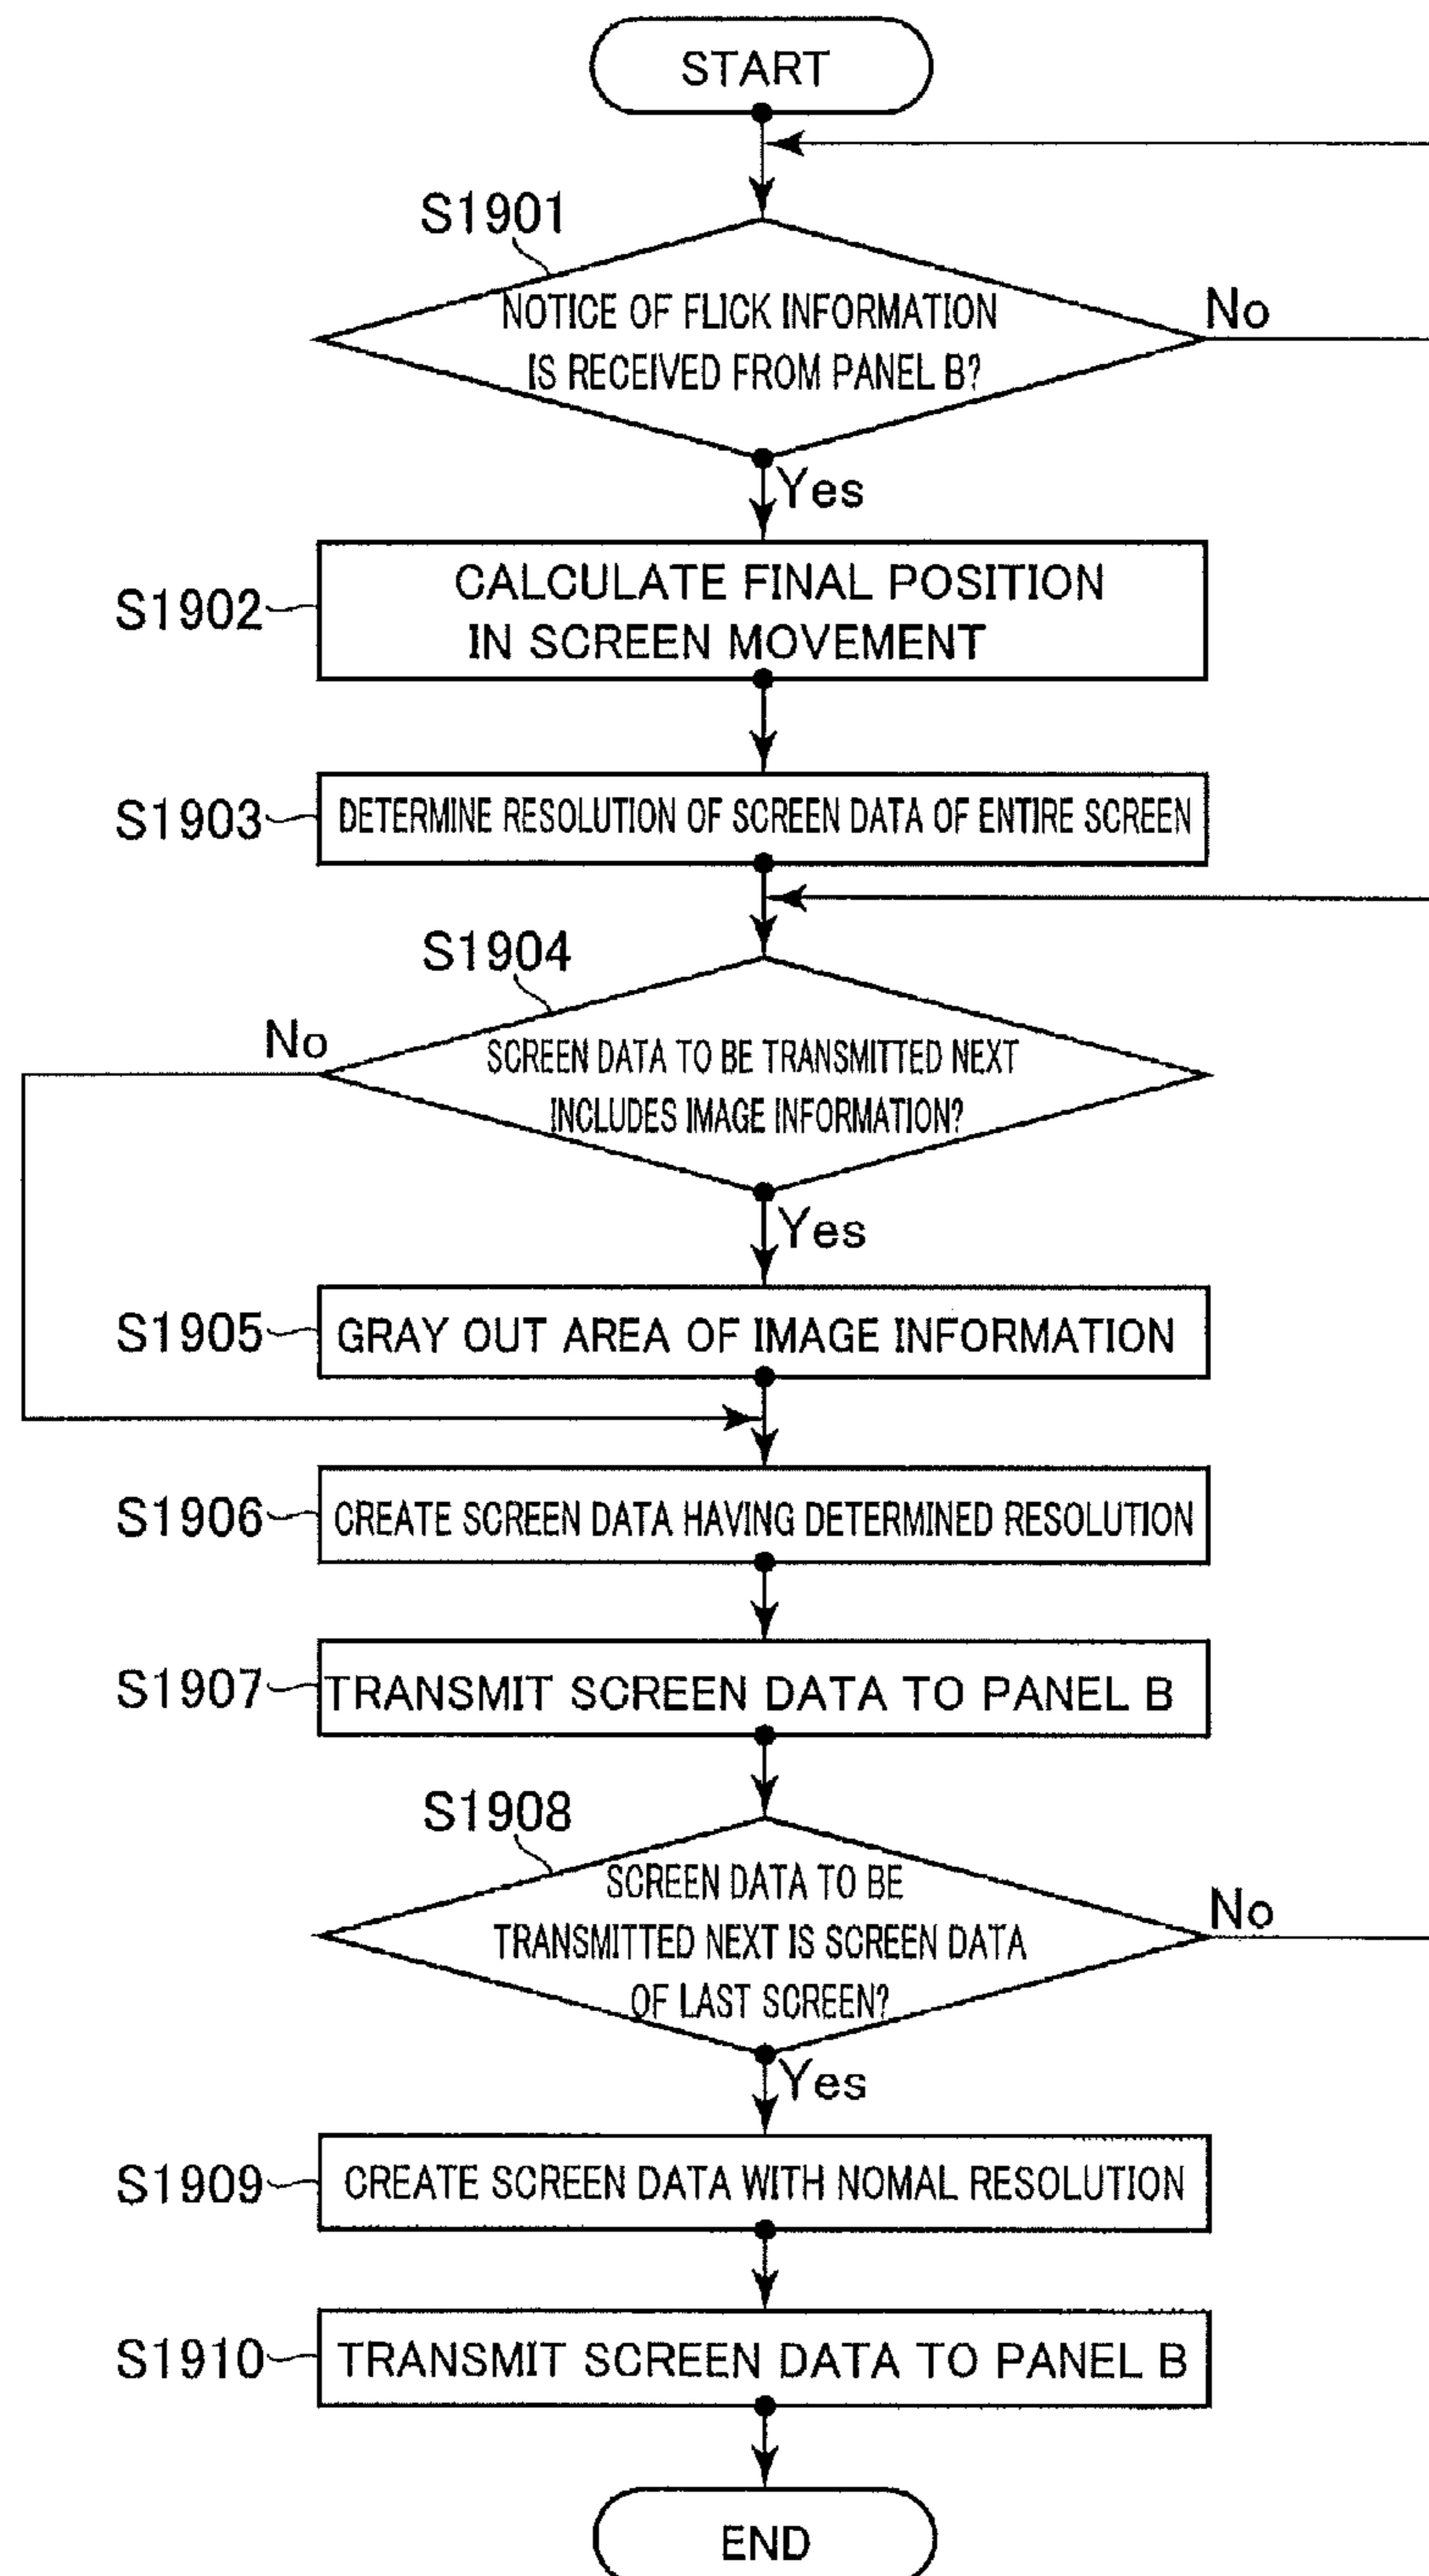 START
S1901
NOTICE OF FLICK INFORMATION
IS RECEIVED FROM PANEL B?
No
Yes
S1902
CALCULATE FINAL POSITION
IN SCREEN MOVEMENT
S1903
DETERMINE RESOLUTION OF SCREEN DATA OF ENTIRE SCREEN
S1904
No
SCREEN DATA TO BE TRANSMITTED NEXT
INCLUDES IMAGE INFORMATION?
Yes
S1905
GRAY OUT AREA OF IMAGE INFORMATION
S1906
CREATE SCREEN DATA HAVING DETERMINED RESOLUTION
S1907
TRANSMIT SCREEN DATA TO PANEL B
S1908
SCREEN DATA TO BE
TRANSMITTED NEXT IS SCREEN DATA
OF LAST SCREEN?
No
Yes
S1909
CREATE SCREEN DATA WITH NOMAL RESOLUTION
S1910
TRANSMIT SCREEN DATA TO PANEL B
END